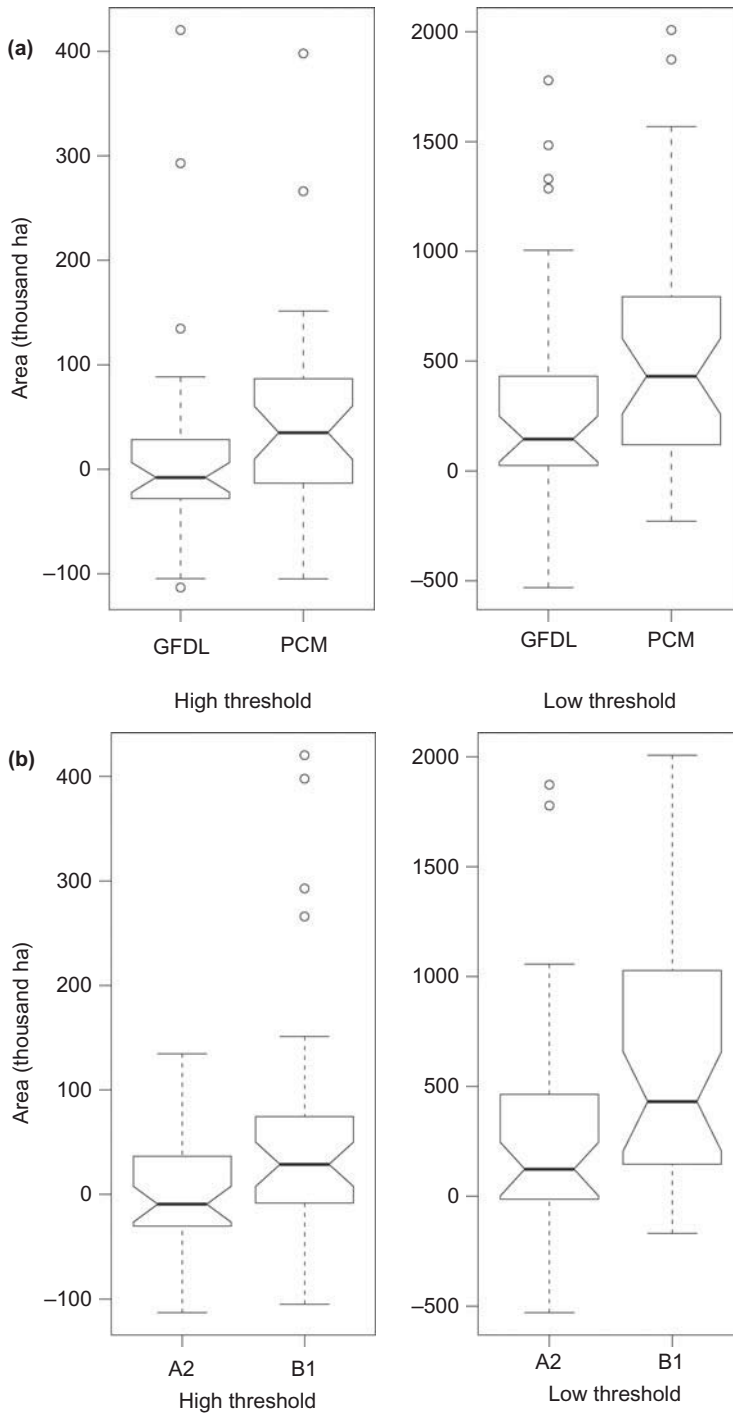 (a)
Area (thousand ha)
400
300
200
100
0
–100
GFDL PCM
High threshold
2000
1500
1000
500
0
–500
GFDL PCM
Low threshold
(b)
Area (thousand ha)
400
300
200
100
0
–100
A2 B1
High threshold
2000
1500
1000
500
0
–500
A2 B1
Low threshold